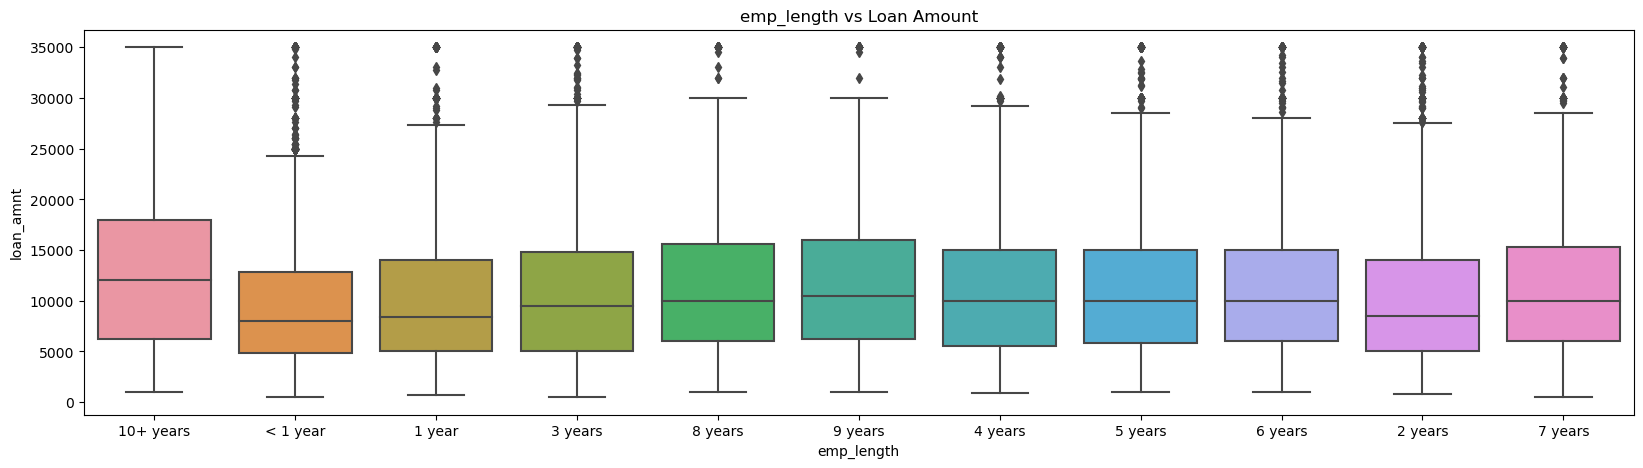 emp_length vs Loan Amount
35000
30000
25000
20000
15000
10000
5000
0
loan_amnt
10+ years < 1 year 1 year 3 years 8 years 9 years 4 years 5 years 6 years 2 years 7 years
emp_length